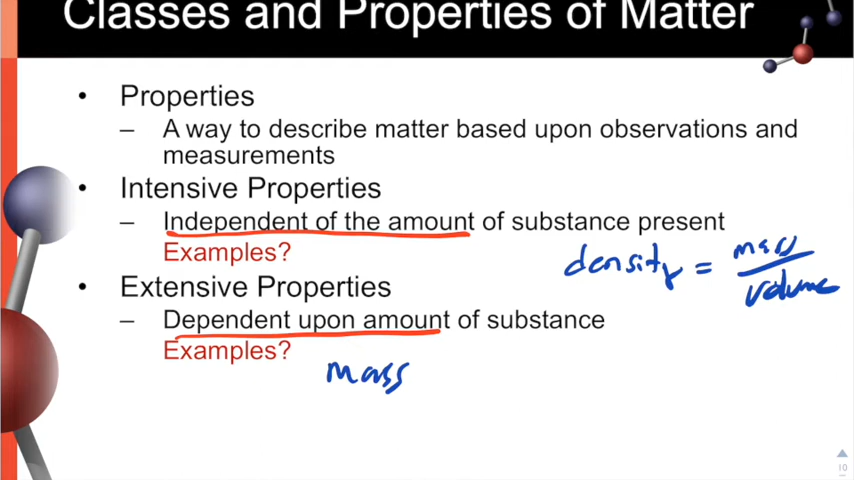 Classes and Properties of Matter
• Properties
– A way to describe matter based upon observations and
measurements
• Intensive Properties
– Independent of the amount of substance present
Examples?
density = mass
volume
• Extensive Properties
– Dependent upon amount of substance
Examples?
mass
10